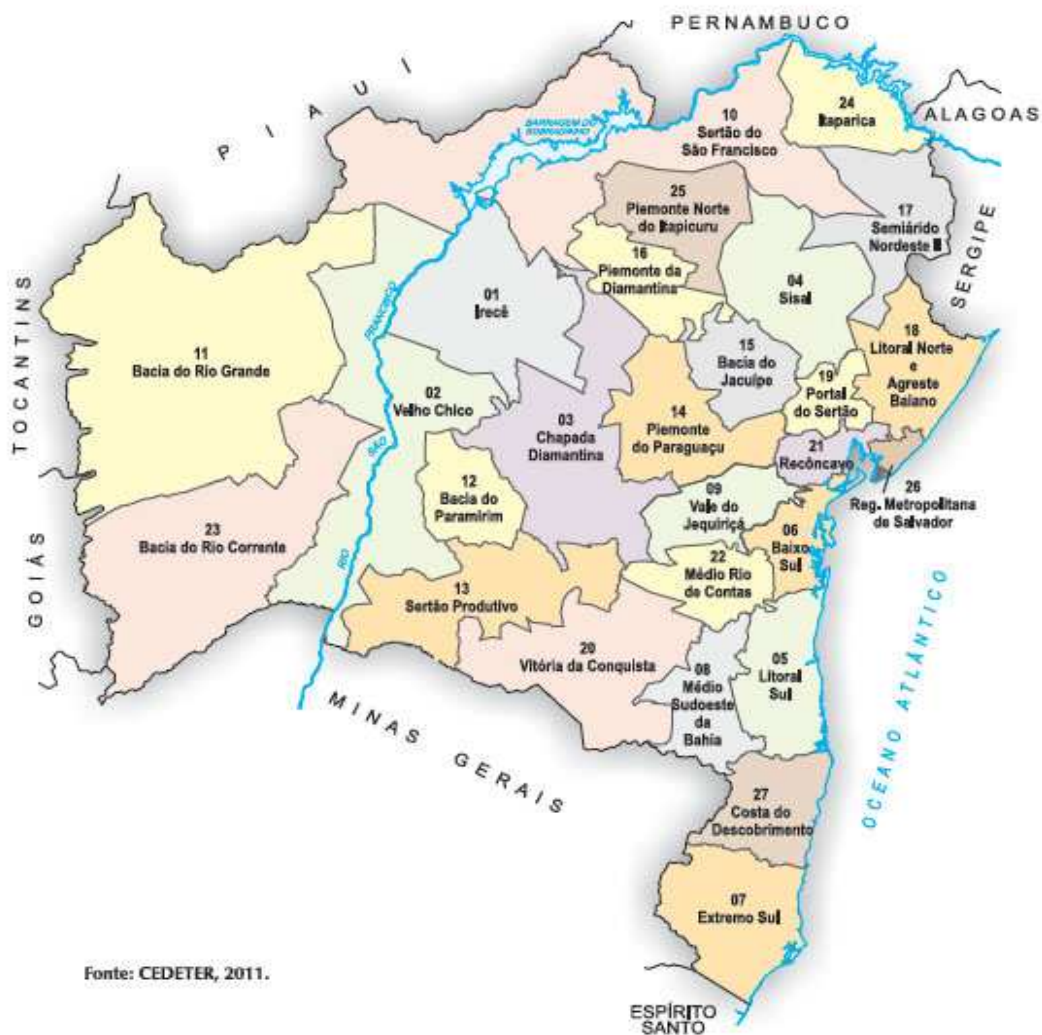 PERNAMBUCO
PIAUÍ
ALAGOAS
SERGIPE
TOCANTINS
GOIÁS
BARRAGEM DO
SOBRADINHO
10
Sertão do
São Francisco
24
Itaparica
25
Piemonte Norte
do Itapicuru
17
Semiárido
Nordeste II
16
Piemonte da
Diamantina
04
Sisal
01
Irecê
RIO
SÃO
FRANCISCO
11
Bacia do Rio Grande
15
Bacia do
Jacuípe
18
Litoral Norte
e
Agreste
Baiano
19
Portal
do Sertão
02
Velho Chico
03
Chapada
Diamantina
14
Piemonte
do Paraguaçu
21
Recôncavo
12
Bacia do
Paramirim
09
Vale do
Jequiriçá
26
Reg. Metropolitana
de Salvador
23
Bacia do Rio Corrente
06
Baixo
Sul
22
Médio Rio
de Contas
13
Sertão Produtivo
20
Vitória da Conquista
08
Médio
Sudoeste
da
Bahia
05
Litoral
Sul
MINAS GERAIS
OCEANO ATLÂNTICO
27
Costa do
Descobrimento
07
Extremo Sul
Fonte: CEDETER, 2011.
ESPÍRITO
SANTO